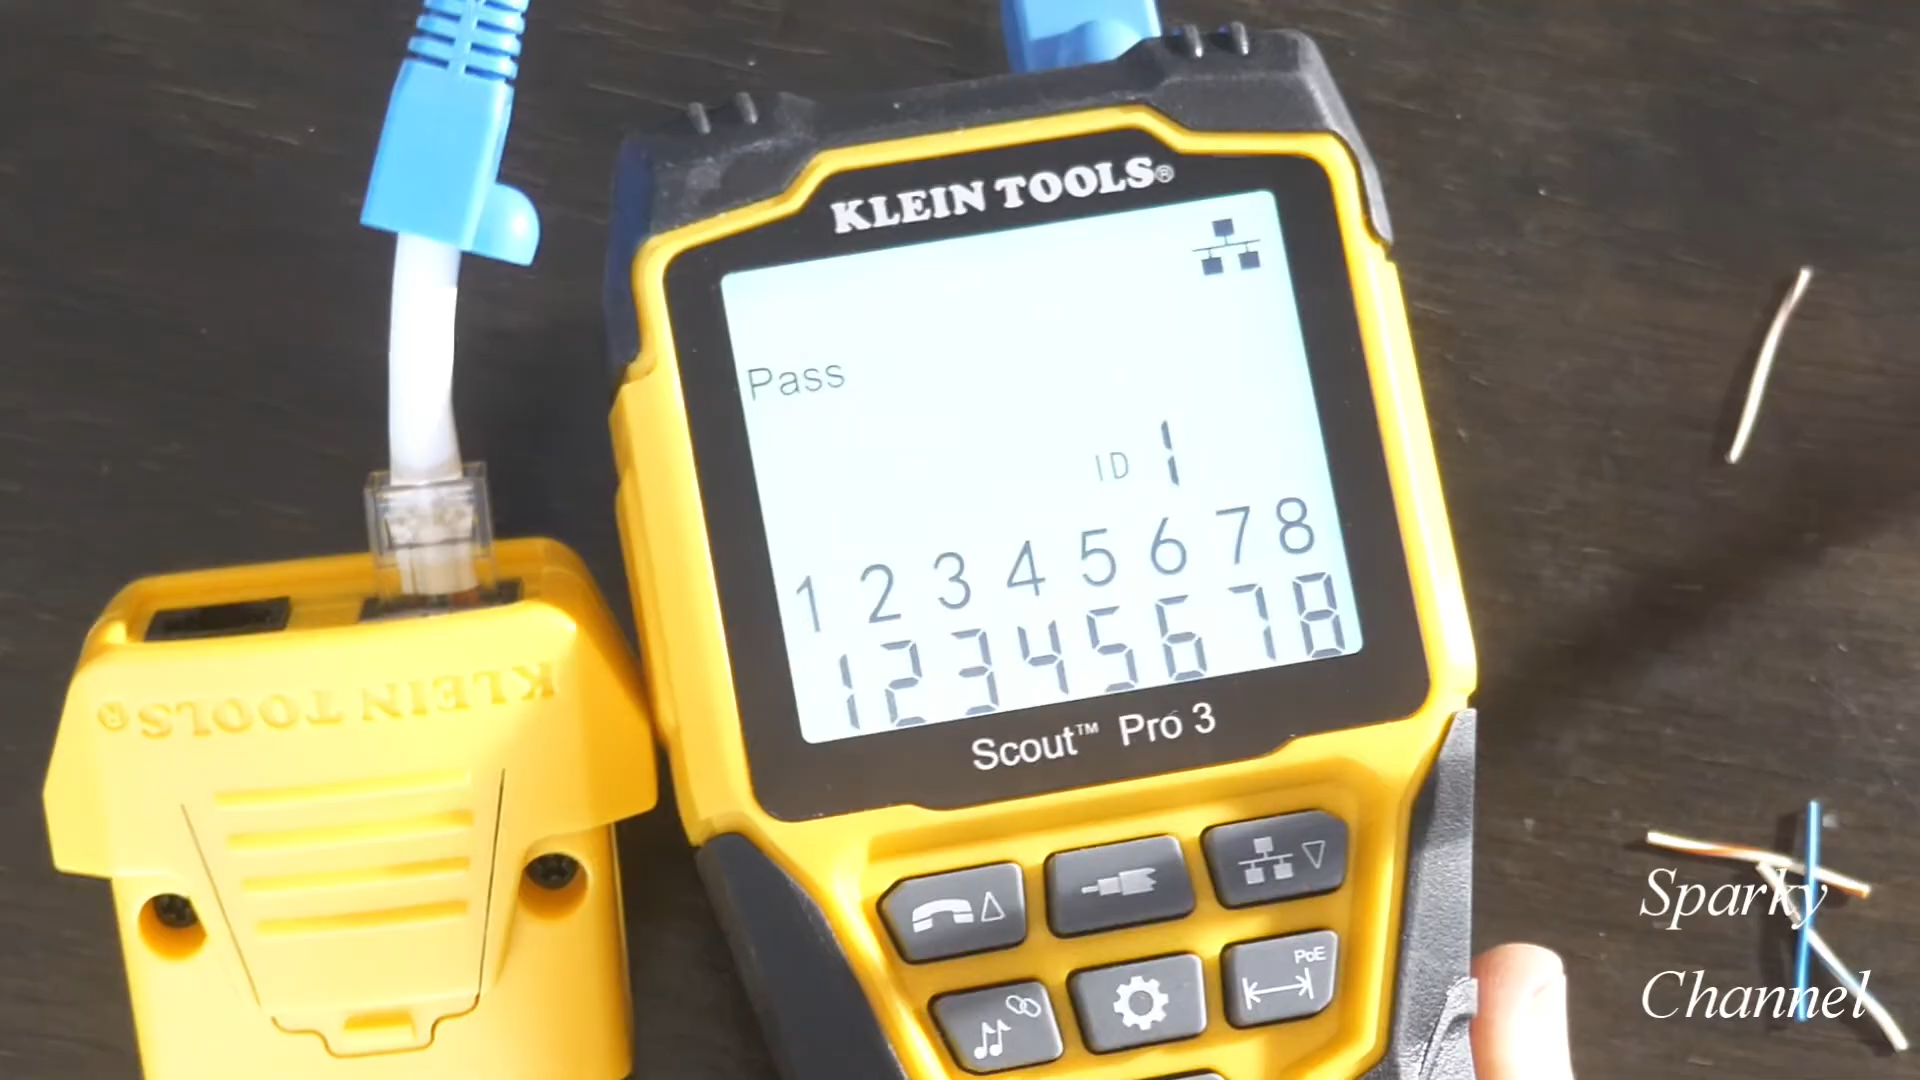 KLEIN TOOLS®
Pass
ID 1
1 2 3 4 5 6 7 8
1 2 3 4 5 6 7 8
Scout™ Pro 3
PoE
KLEIN TOOLS®
Sparky
Channel